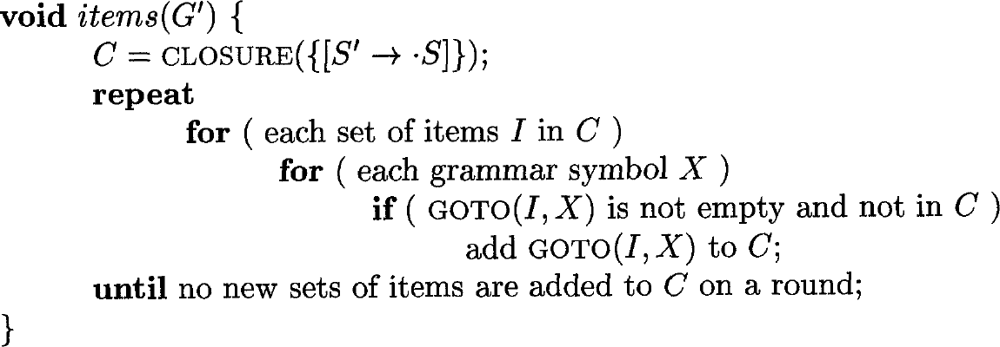 void items(G′) {
C = CLOSURE({[S′ → ·S]});
repeat
for ( each set of items I in C )
for ( each grammar symbol X )
if ( GOTO(I, X) is not empty and not in C )
add GOTO(I, X) to C;
until no new sets of items are added to C on a round;
}